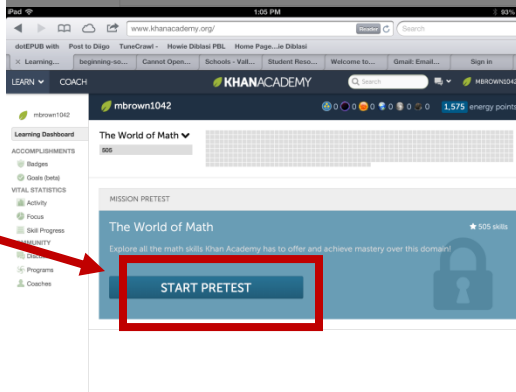 iPad 1:05 PM 93%
www.khanacademy.org/ Reader Search
dotEPUB with Post to Diigo TuneCrawl - Howie Diblasi PBL Home Page...ie Diblasi
× Learning... beginning-so... Cannot Open... Schools - Vall... Student Reso... Welcome to... Gmail: Email... Sign in
LEARN COACH KHANACADEMY Search MBROWN1042
mbrown1042
mbrown1042 0 0 0 0 0 0 1,575 energy points
Learning Dashboard
The World of Math
505
ACCOMPLISHMENTS
Badges
Goals (beta)
VITAL STATISTICS
Activity
Focus
Skill Progress
Programs
Coaches
MISSION PRETEST
The World of Math 505 skills
Explore all the math skills Khan Academy has to offer and achieve mastery over this domain!
START PRETEST